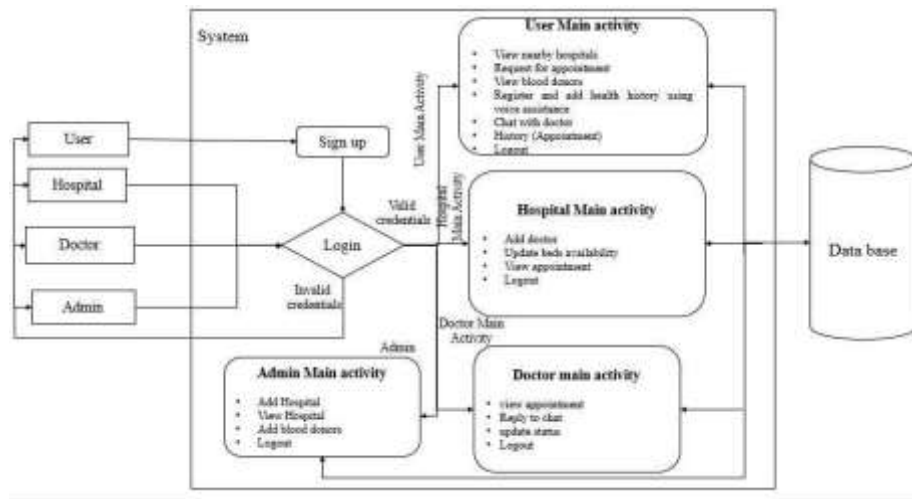 System
User
Hospital
Doctor
Admin
Sign up
Login
Valid
credentials
Invalid
credentials
User Main Activity
Hospital
Main Activity
Doctor Main
Activity
Admin
User Main activity
• View nearby hospitals
• Request for appointment
• View blood donors
• Register and add health history using
voice assistance
• Chat with doctor
• History (Appointment)
• Logout
Hospital Main activity
• Add doctor
• Update beds availability
• View appointment
• Logout
Admin Main activity
• Add Hospital
• View Hospital
• Add blood donors
• Logout
Doctor main activity
• view appointment
• Reply to chat
• update status
• Logout
Data base